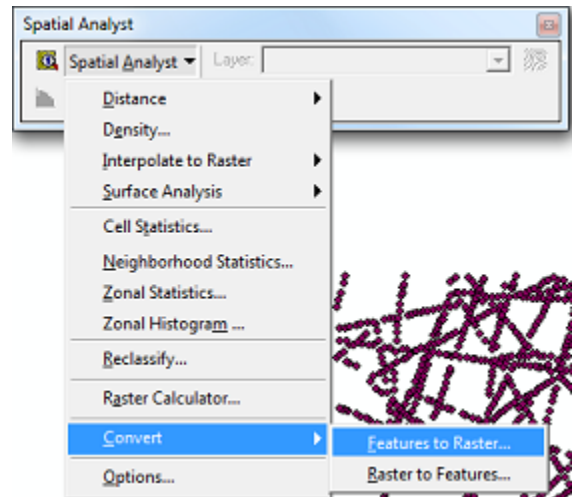 Spatial Analyst
Spatial Analyst Layer:
Distance
Density...
Interpolate to Raster
Surface Analysis
Cell Statistics...
Neighborhood Statistics...
Zonal Statistics...
Zonal Histogram ...
Reclassify...
Raster Calculator...
Convert
Features to Raster...
Options...
Raster to Features...